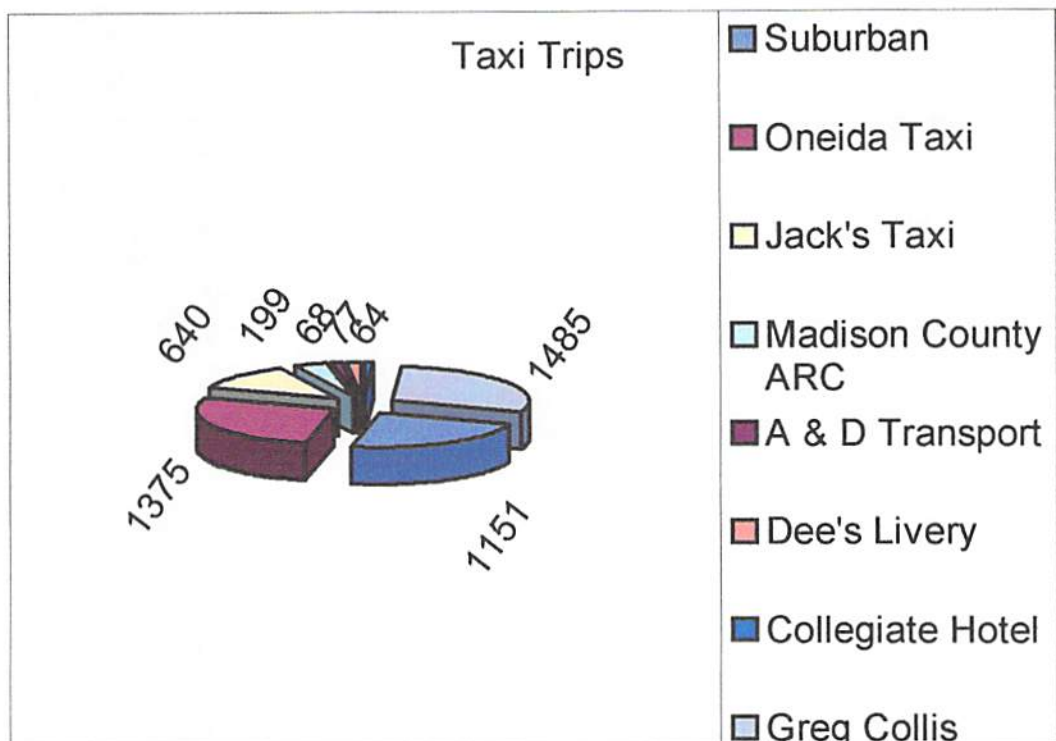 Taxi Trips
640
199
68
77
64
1485
1375
1151
Suburban
Oneida Taxi
Jack's Taxi
Madison County
ARC
A & D Transport
Dee's Livery
Collegiate Hotel
Greg Collis